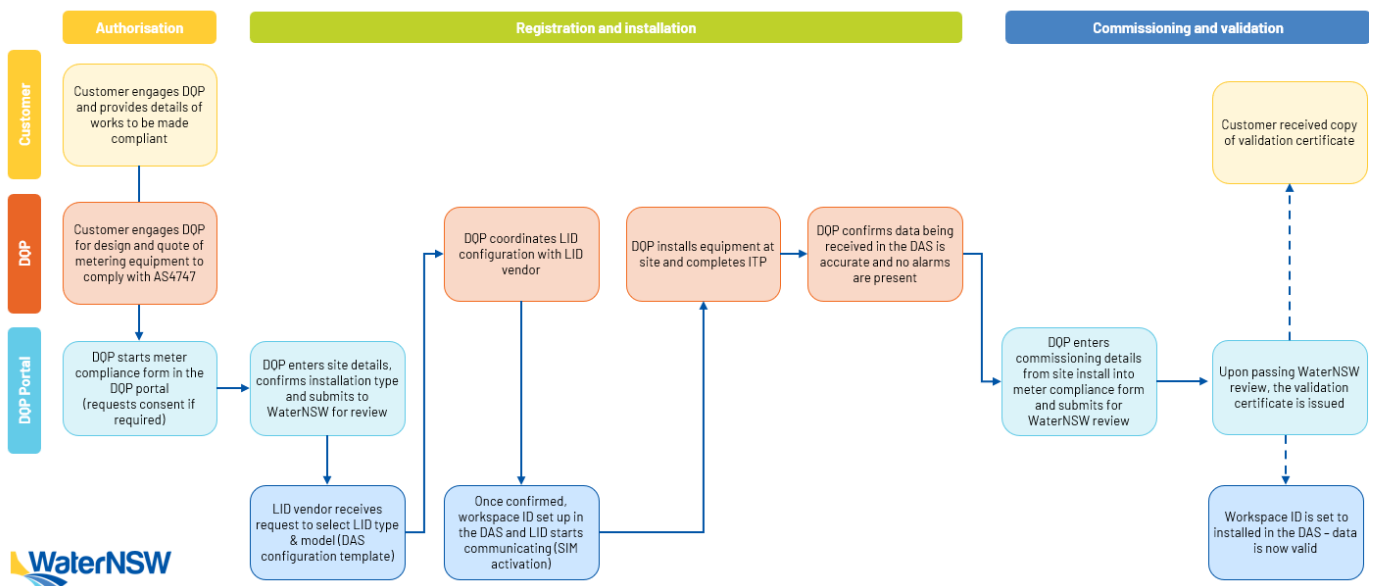 Authorisation
Registration and installation
Commissioning and validation
Customer
Customer engages DQP
and provides details of
works to be made
compliant
Customer received copy
of validation certificate
DQP
Customer engages DQP
for design and quote of
metering equipment to
comply with AS4747
DQP coordinates LID
configuration with LID
vendor
DQP installs equipment at
site and completes ITP
DQP confirms data being
received in the DAS is
accurate and no alarms
are present
DQP Portal
DQP starts meter
compliance form in the
DQP portal
(requests consent if
required)
DQP enters site details,
confirms installation type
and submits to
WaterNSW for review
DQP enters
commissioning details
from site install into
meter compliance form
and submits for
WaterNSW review
Upon passing WaterNSW
review, the validation
certificate is issued
LID vendor receives
request to select LID type
& model (DAS
configuration template)
Once confirmed,
workspace ID set up in
the DAS and LID starts
communicating (SIM
activation)
Workspace ID is set to
installed in the DAS – data
is now valid
WaterNSW